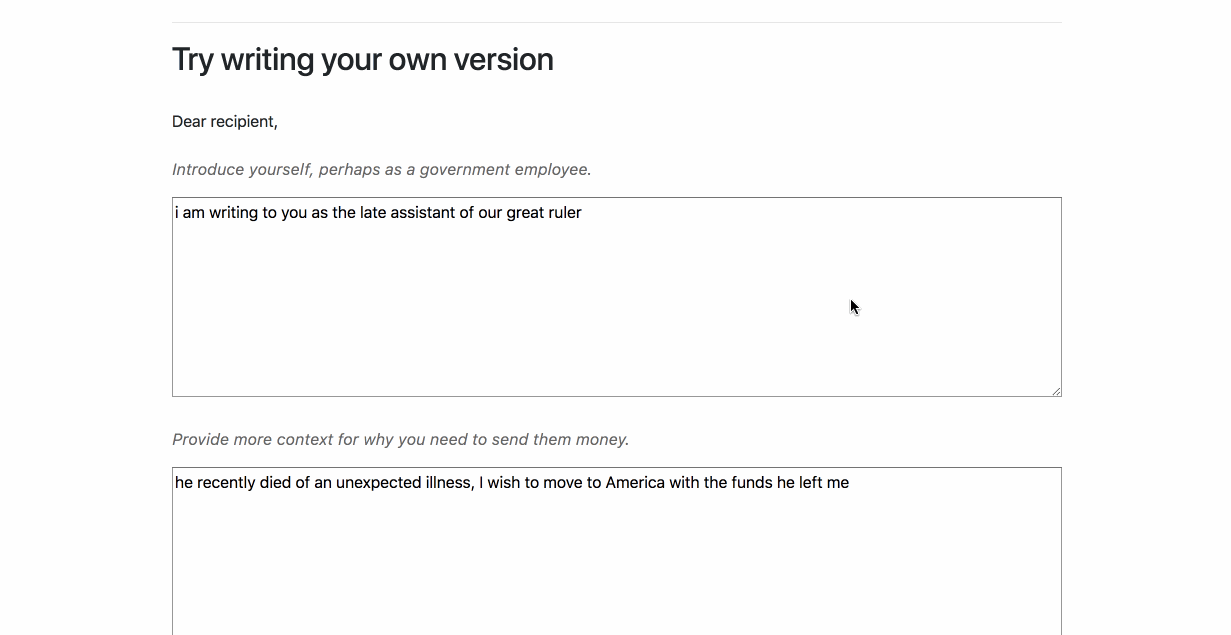 Try writing your own version
Dear recipient,
Introduce yourself, perhaps as a government employee.
i am writing to you as the late assistant of our great ruler
Provide more context for why you need to send them money.
he recently died of an unexpected illness, I wish to move to America with the funds he left me